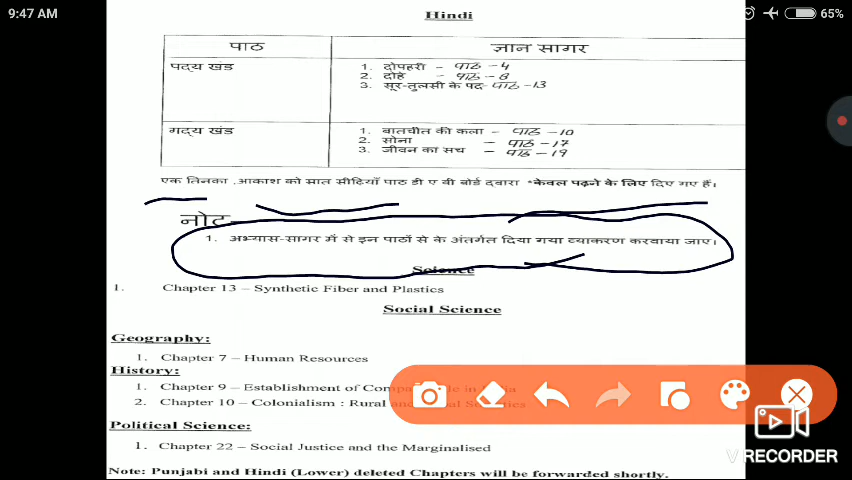 9:47 AM
65%
Hindi
पाठ ज्ञान सागर
पद्य खंड
1. दोपहरी - पाठ - 4
2. दोहे - पाठ - 8
3. सूर-तुलसी के पद- पाठ -13
गद्य खंड
1. बातचीत की कला - पाठ -10
2. सोना - पाठ -17
3. जीवन का सच - पाठ -19
एक तिनका ,आकाश को सात सीढ़ियाँ पाठ डी ए वी बोर्ड द्वारा *केवल पढ़ने के लिए दिए गए हैं।
नोट-
1. अभ्यास-सागर में से इन पाठों से के अंतर्गत दिया गया व्याकरण करवाया जाए।
Science
1. Chapter 13 – Synthetic Fiber and Plastics
Social Science
Geography:
1. Chapter 7 – Human Resources
History:
1. Chapter 9 – Establishment of
2. Chapter 10 – Colonialism : Rural
Political Science:
1. Chapter 22 – Social Justice and the Marginalised
Note: Punjabi and Hindi (Lower) deleted Chapters will be forwarded shortly.
V RECORDER